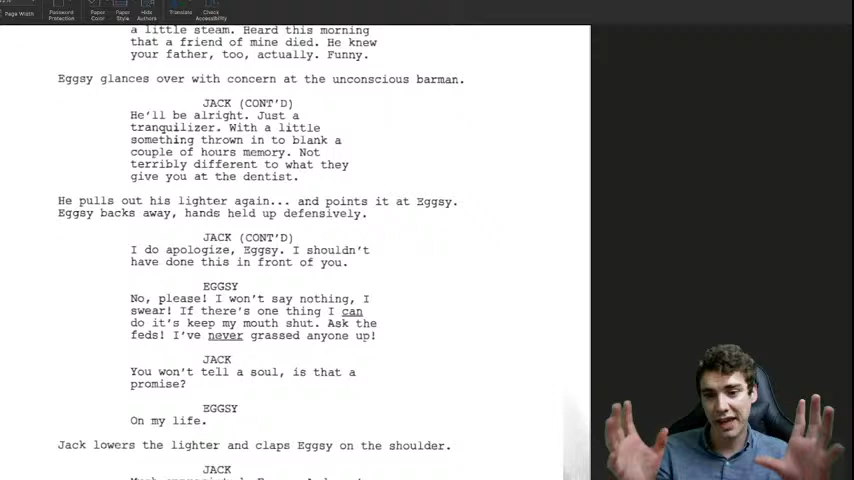 Page Width
Password
Protection
Paper
Color
Paper
Style
Hide
Authors
Translate
Check
Accessibility
a little steam. Heard this morning
that a friend of mine died. He knew
your father, too, actually. Funny.
Eggsy glances over with concern at the unconscious barman.
JACK (CONT'D)
He'll be alright. Just a
tranquilizer. With a little
something thrown in to blank a
couple of hours memory. Not
terribly different to what they
give you at the dentist.
He pulls out his lighter again... and points it at Eggsy.
Eggsy backs away, hands held up defensively.
JACK (CONT'D)
I do apologize, Eggsy. I shouldn't
have done this in front of you.
EGGSY
No, please! I won't say nothing, I
swear! If there's one thing I can
do it's keep my mouth shut. Ask the
feds! I've never grassed anyone up!
JACK
You won't tell a soul, is that a
promise?
EGGSY
On my life.
Jack lowers the lighter and claps Eggsy on the shoulder.
JACK